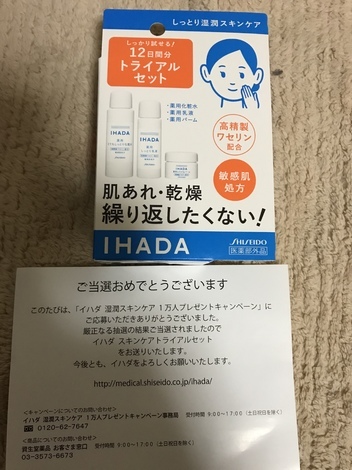 しっとり湿潤スキンケア
しっかり試せる!
12日間分
トライアル
セット
・薬用化粧水
・薬用乳液
・薬用バーム
IHADA
IHADA
高精製
ワセリン
配合
敏感肌
処方
肌あれ・乾燥
繰り返したくない!
IHADA
SHISEIDO
医薬部外品
ご当選おめでとうございます
このたびは、「イハダ 湿潤スキンケア 1万人プレゼントキャンペーン」に
ご応募いただきありがとうございました。
厳正なる抽選の結果ご当選されましたので
イハダ スキンケアトライアルセット
をお送りいたします。
今後とも、イハダをよろしくお願いいたします。
http://medical.shiseido.co.jp/ihada/
<キャンペーンについてのお問い合わせ>
イハダ 湿潤スキンケア 1万人プレゼントキャンペーン事務局 受付時間 9:00~17:00(土日祝日を除く)
0120-62-7647
<商品についてのお問い合わせ>
資生堂薬品 お客さま窓口 受付時間 9:00~17:00(土日祝日を除く)
03-3573-6673